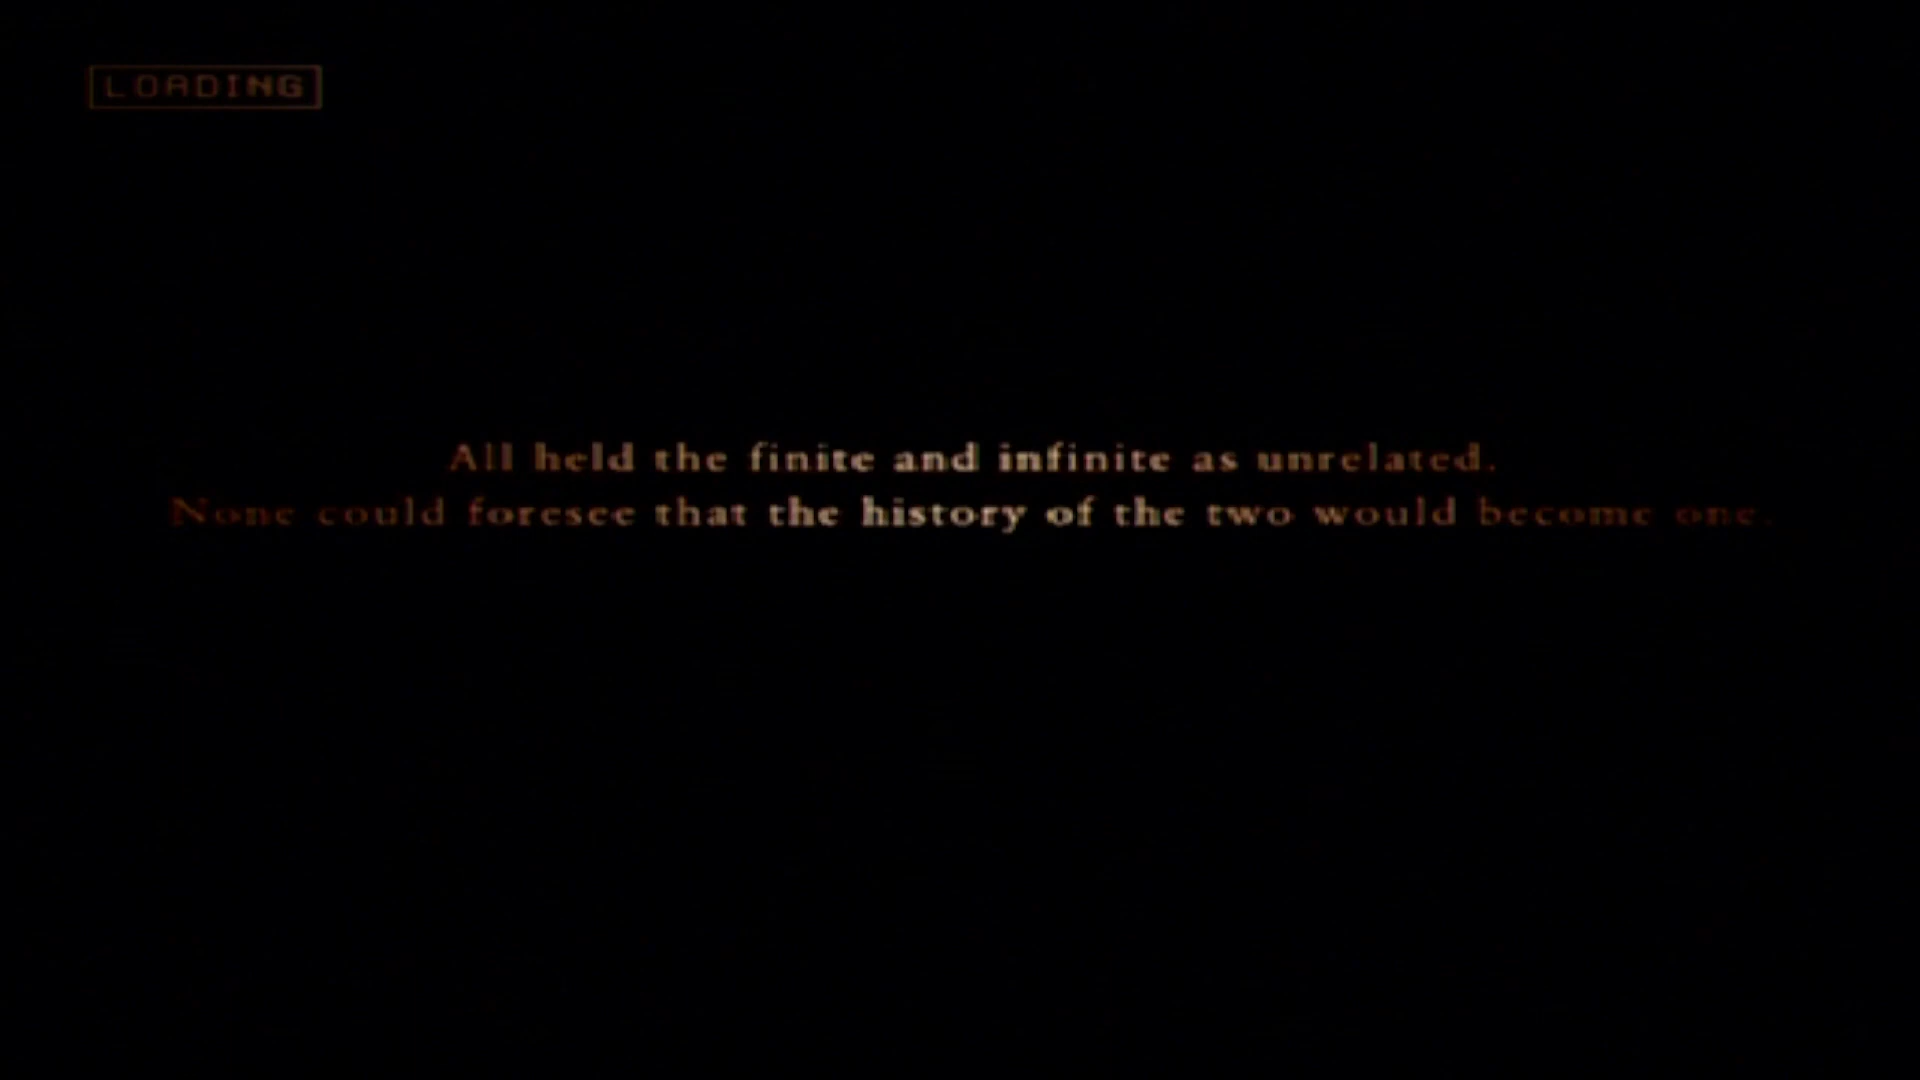 LOADING
All held the finite and infinite as unrelated.
None could foresee that the history of the two would become one.